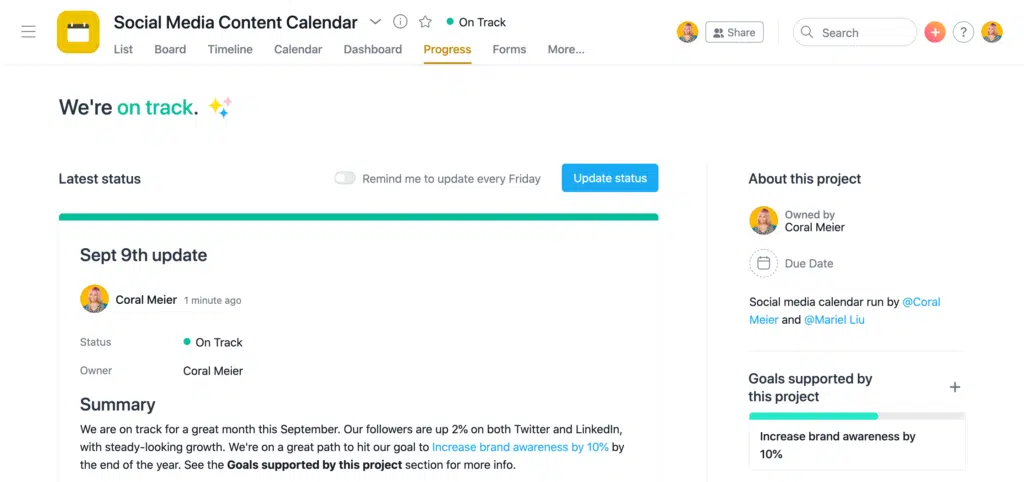 Social Media Content Calendar
On Track
List Board Timeline Calendar Dashboard Progress Forms More...
Share
Search
?
We're on track.
Latest status
Remind me to update every Friday
Update status
Sept 9th update
Coral Meier 1 minute ago
Status On Track
Owner Coral Meier
Summary
We are on track for a great month this September. Our followers are up 2% on both Twitter and LinkedIn,
with steady-looking growth. We're on a great path to hit our goal to Increase brand awareness by 10% by
the end of the year. See the Goals supported by this project section for more info.
About this project
Owned by
Coral Meier
Due Date
Social media calendar run by @Coral
Meier and @Mariel Liu
Goals supported by
this project
Increase brand awareness by
10%